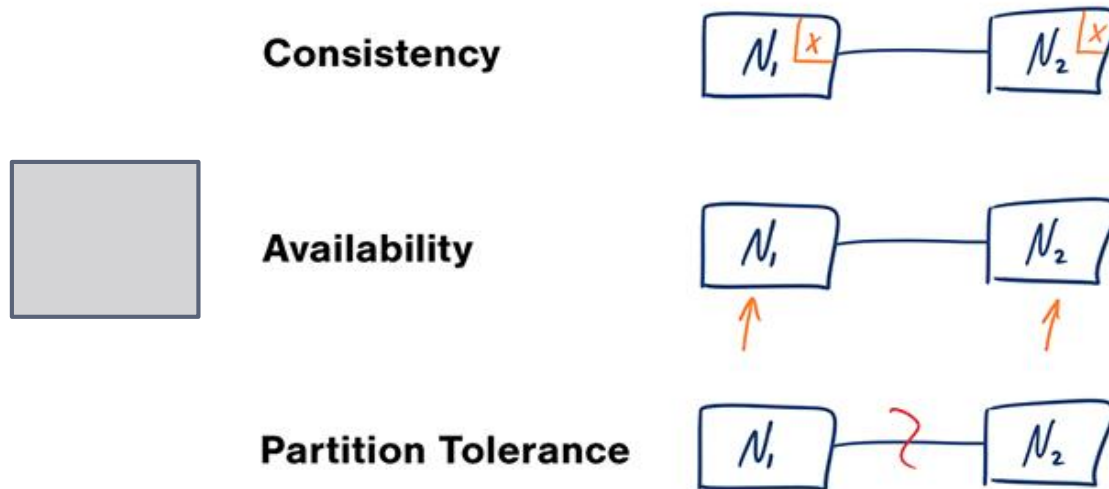 Consistency
N₁ x N₂ x
Availability
N₁ N₂
Partition Tolerance
N₁ N₂